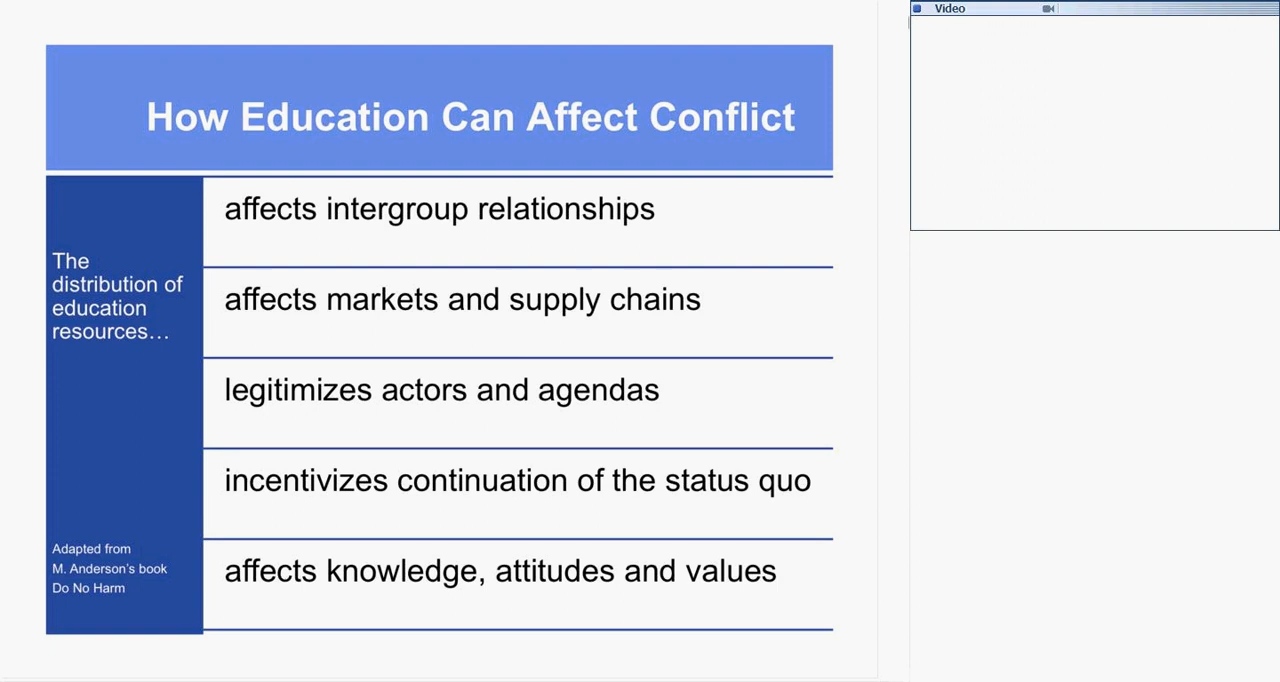 Video
How Education Can Affect Conflict
The
distribution of
education
resources…
affects intergroup relationships
affects markets and supply chains
legitimizes actors and agendas
incentivizes continuation of the status quo
affects knowledge, attitudes and values
Adapted from
M. Anderson’s book
Do No Harm